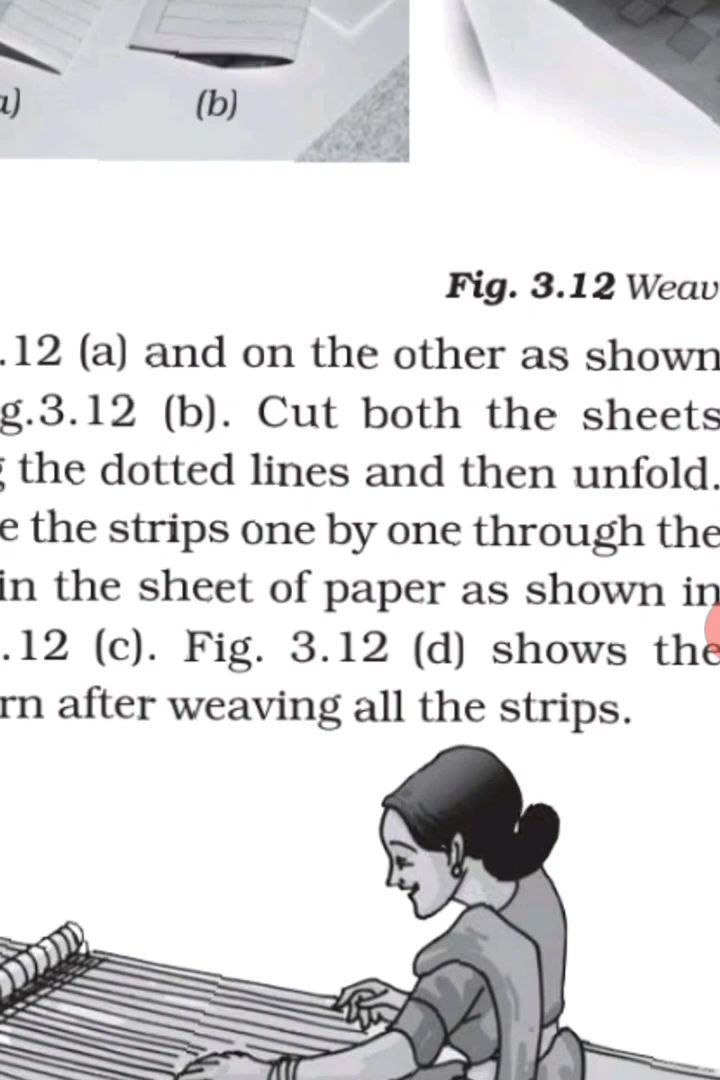 (b)
Fig. 3.12
.12 (a) and on the other as shown
g.3.12 (b). Cut both the sheets
the dotted lines and then unfold.
the strips one by one through the
in the sheet of paper as shown in
.12 (c). Fig. 3.12 (d) shows the
after weaving all the strips.